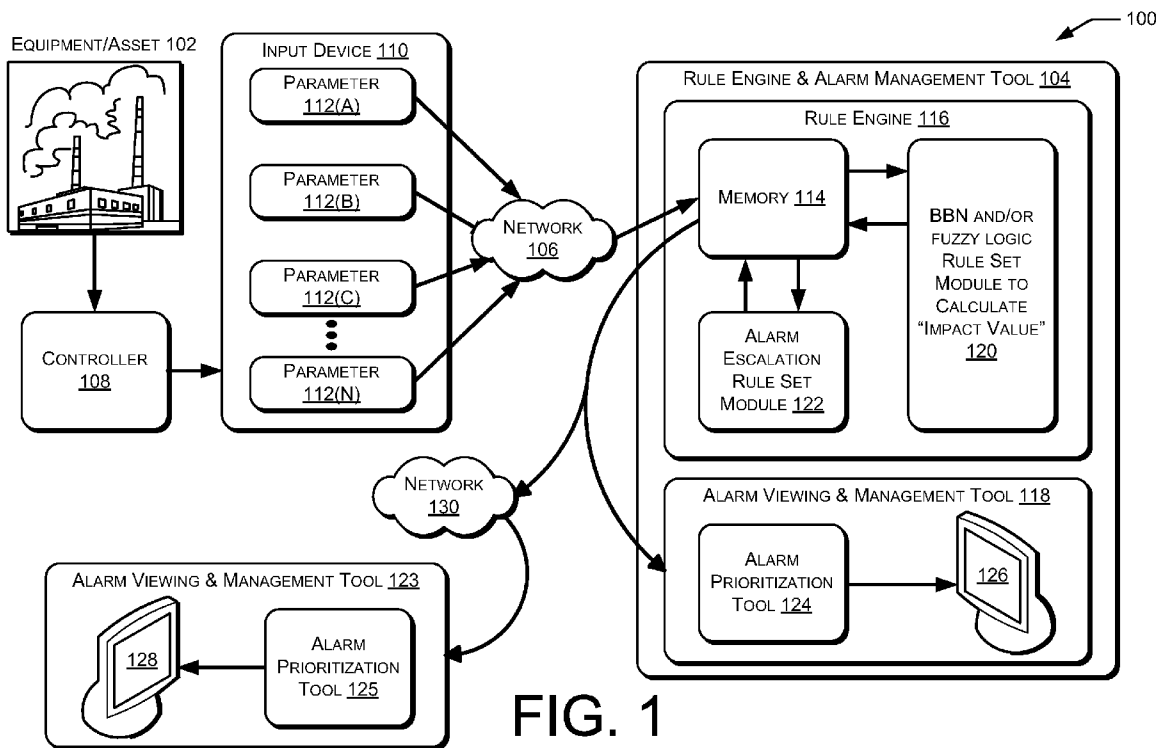 100
EQUIPMENT/ASSET 102
INPUT DEVICE 110
PARAMETER
112(A)
PARAMETER
112(B)
PARAMETER
112(C)
PARAMETER
112(N)
CONTROLLER
108
NETWORK
106
RULE ENGINE & ALARM MANAGEMENT TOOL 104
RULE ENGINE 116
MEMORY 114
BBN AND/OR
FUZZY LOGIC
RULE SET
MODULE TO
CALCULATE
“IMPACT VALUE”
120
ALARM
ESCALATION
RULE SET
MODULE 122
NETWORK
130
ALARM VIEWING & MANAGEMENT TOOL 118
ALARM
PRIORITIZATION
TOOL 124
126
ALARM VIEWING & MANAGEMENT TOOL 123
128
ALARM
PRIORITIZATION
TOOL 125
FIG. 1